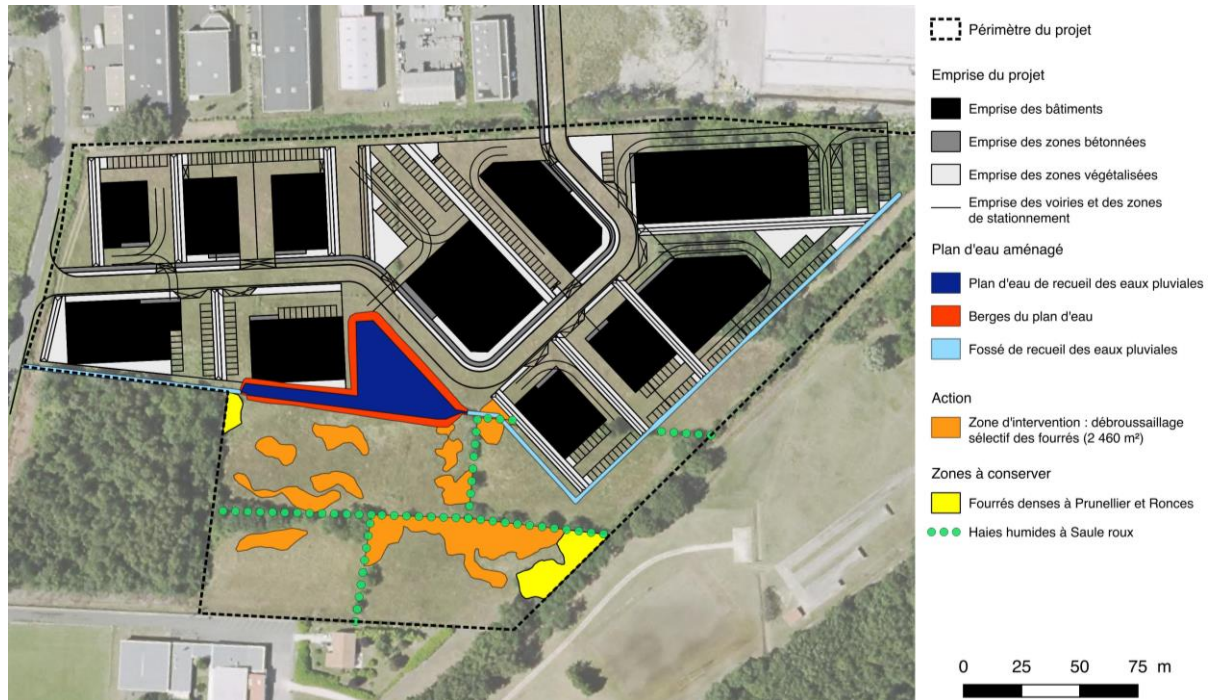 Périmètre du projet
Emprise du projet
Emprise des bâtiments
Emprise des zones bétonnées
Emprise des zones végétalisées
Emprise des voiries et des zones
de stationnement
Plan d'eau aménagé
Plan d'eau de recueil des eaux pluviales
Berges du plan d'eau
Fossé de recueil des eaux pluviales
Action
Zone d'intervention : débroussaillage
sélectif des fourrés (2 460 m²)
Zones à conserver
Fourrés denses à Prunellier et Ronces
Haies humides à Saule roux
0 25 50 75 m